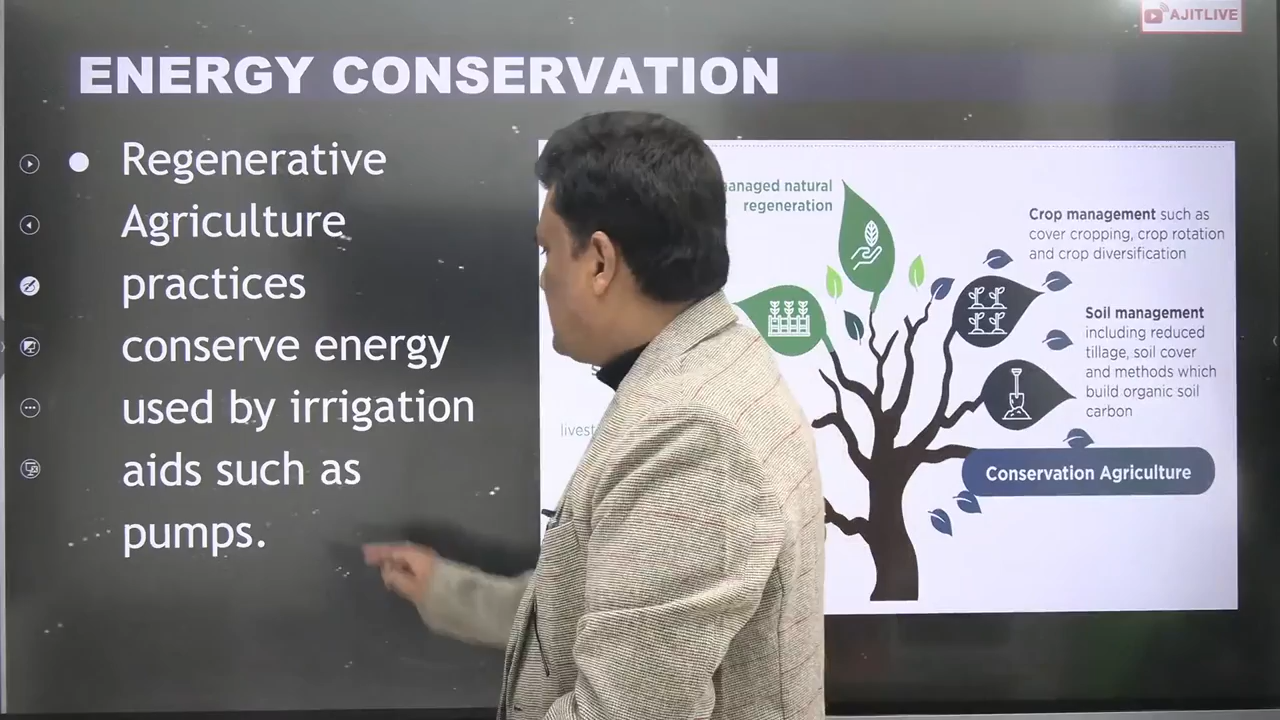 AJITLIVE
ENERGY CONSERVATION
Regenerative
Agriculture
practices
conserve energy
used by irrigation
aids such as
pumps.
natural
regeneration
Crop management such as
cover cropping, crop rotation
and crop diversification
Soil management
including reduced
tillage, soil cover
and methods which
build organic soil
carbon
Conservation Agriculture